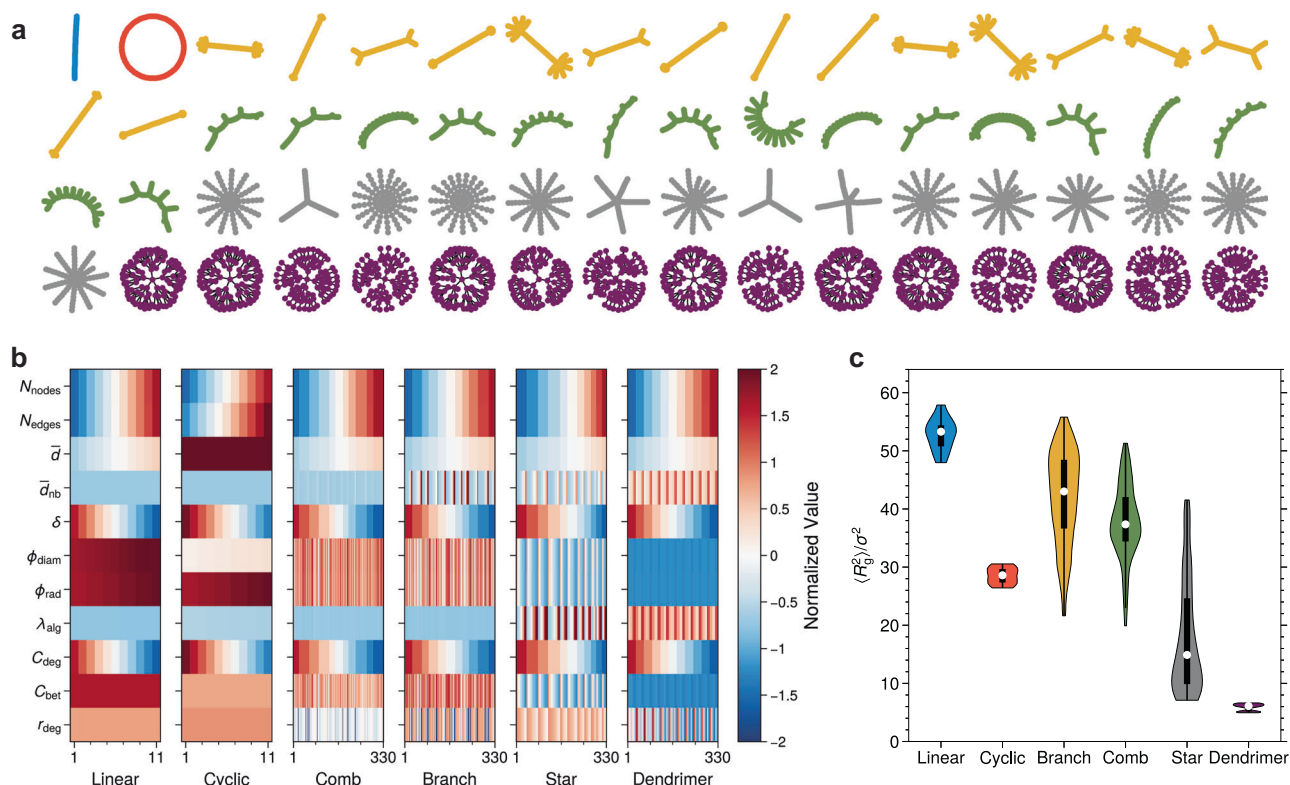 a
b
c
N_nodes
N_edges
d̅
d̅_nb
δ
ϕ_diam
ϕ_rad
λ_alg
C_deg
C_bet
r_deg
1 11
1 11
1 330
1 330
1 330
1 330
Linear Cyclic Comb Branch Star Dendrimer
2
1.5
1
0.5
0
-0.5
-1
-1.5
-2
Normalized Value
⟨R_g^2⟩/σ^2
60
50
40
30
20
10
0
Linear Cyclic Branch Comb Star Dendrimer